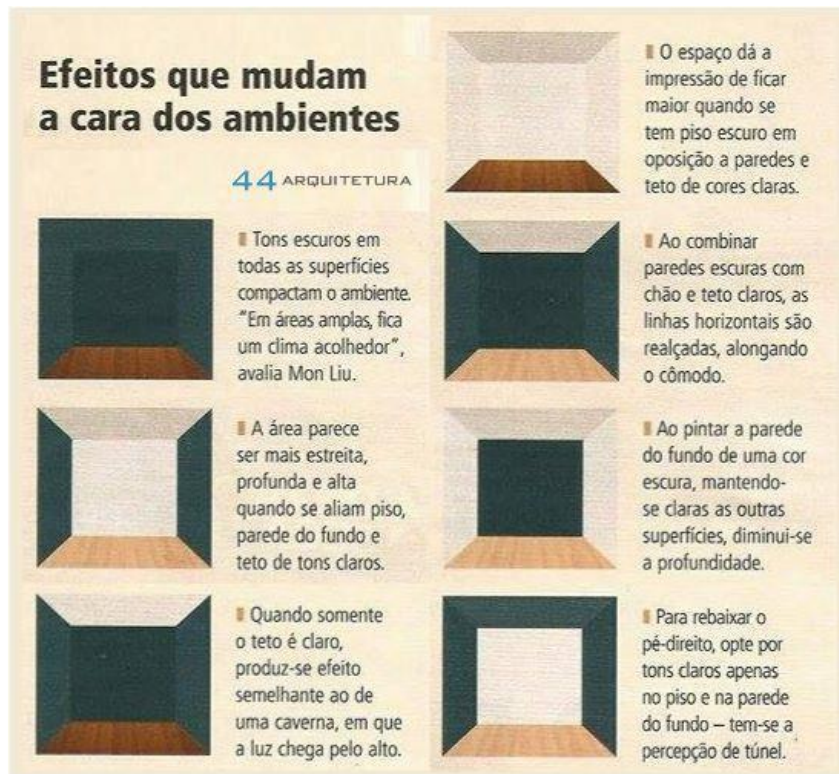 Efeitos que mudam
a cara dos ambientes
44 ARQUITETURA
O espaço dá a
impressão de ficar
maior quando se
tem piso escuro em
oposição a paredes e
teto de cores claras.
Tons escuros em
todas as superfícies
compactam o ambiente.
“Em áreas amplas, fica
um clima acolhedor”,
avalia Mon Liu.
Ao combinar
paredes escuras com
chão e teto claros, as
linhas horizontais são
realçadas, alongando
o cômodo.
A área parece
ser mais estreita,
profunda e alta
quando se aliam piso,
parede do fundo e
teto de tons claros.
Ao pintar a parede
do fundo de uma cor
escura, mantendo-
se claras as outras
superfícies, diminui-se
a profundidade.
Quando somente
o teto é claro,
produz-se efeito
semelhante ao de
uma caverna, em que
a luz chega pelo alto.
Para rebaixar o
pé-direito, opte por
tons claros apenas
no piso e na parede
do fundo – tem-se a
percepção de túnel.